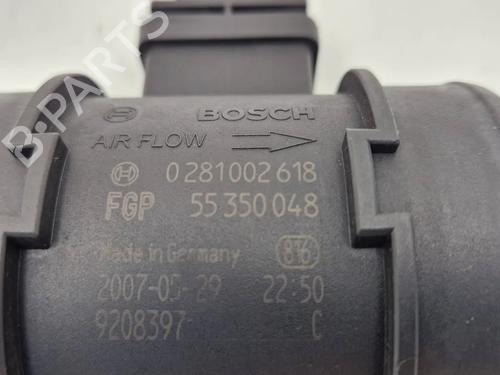 BOSCH
AIR FLOW
0 281 002 618
FGP 55 350 048
Made in Germany 816
2007-05-29 22:50
9208397 C
B-PARTS